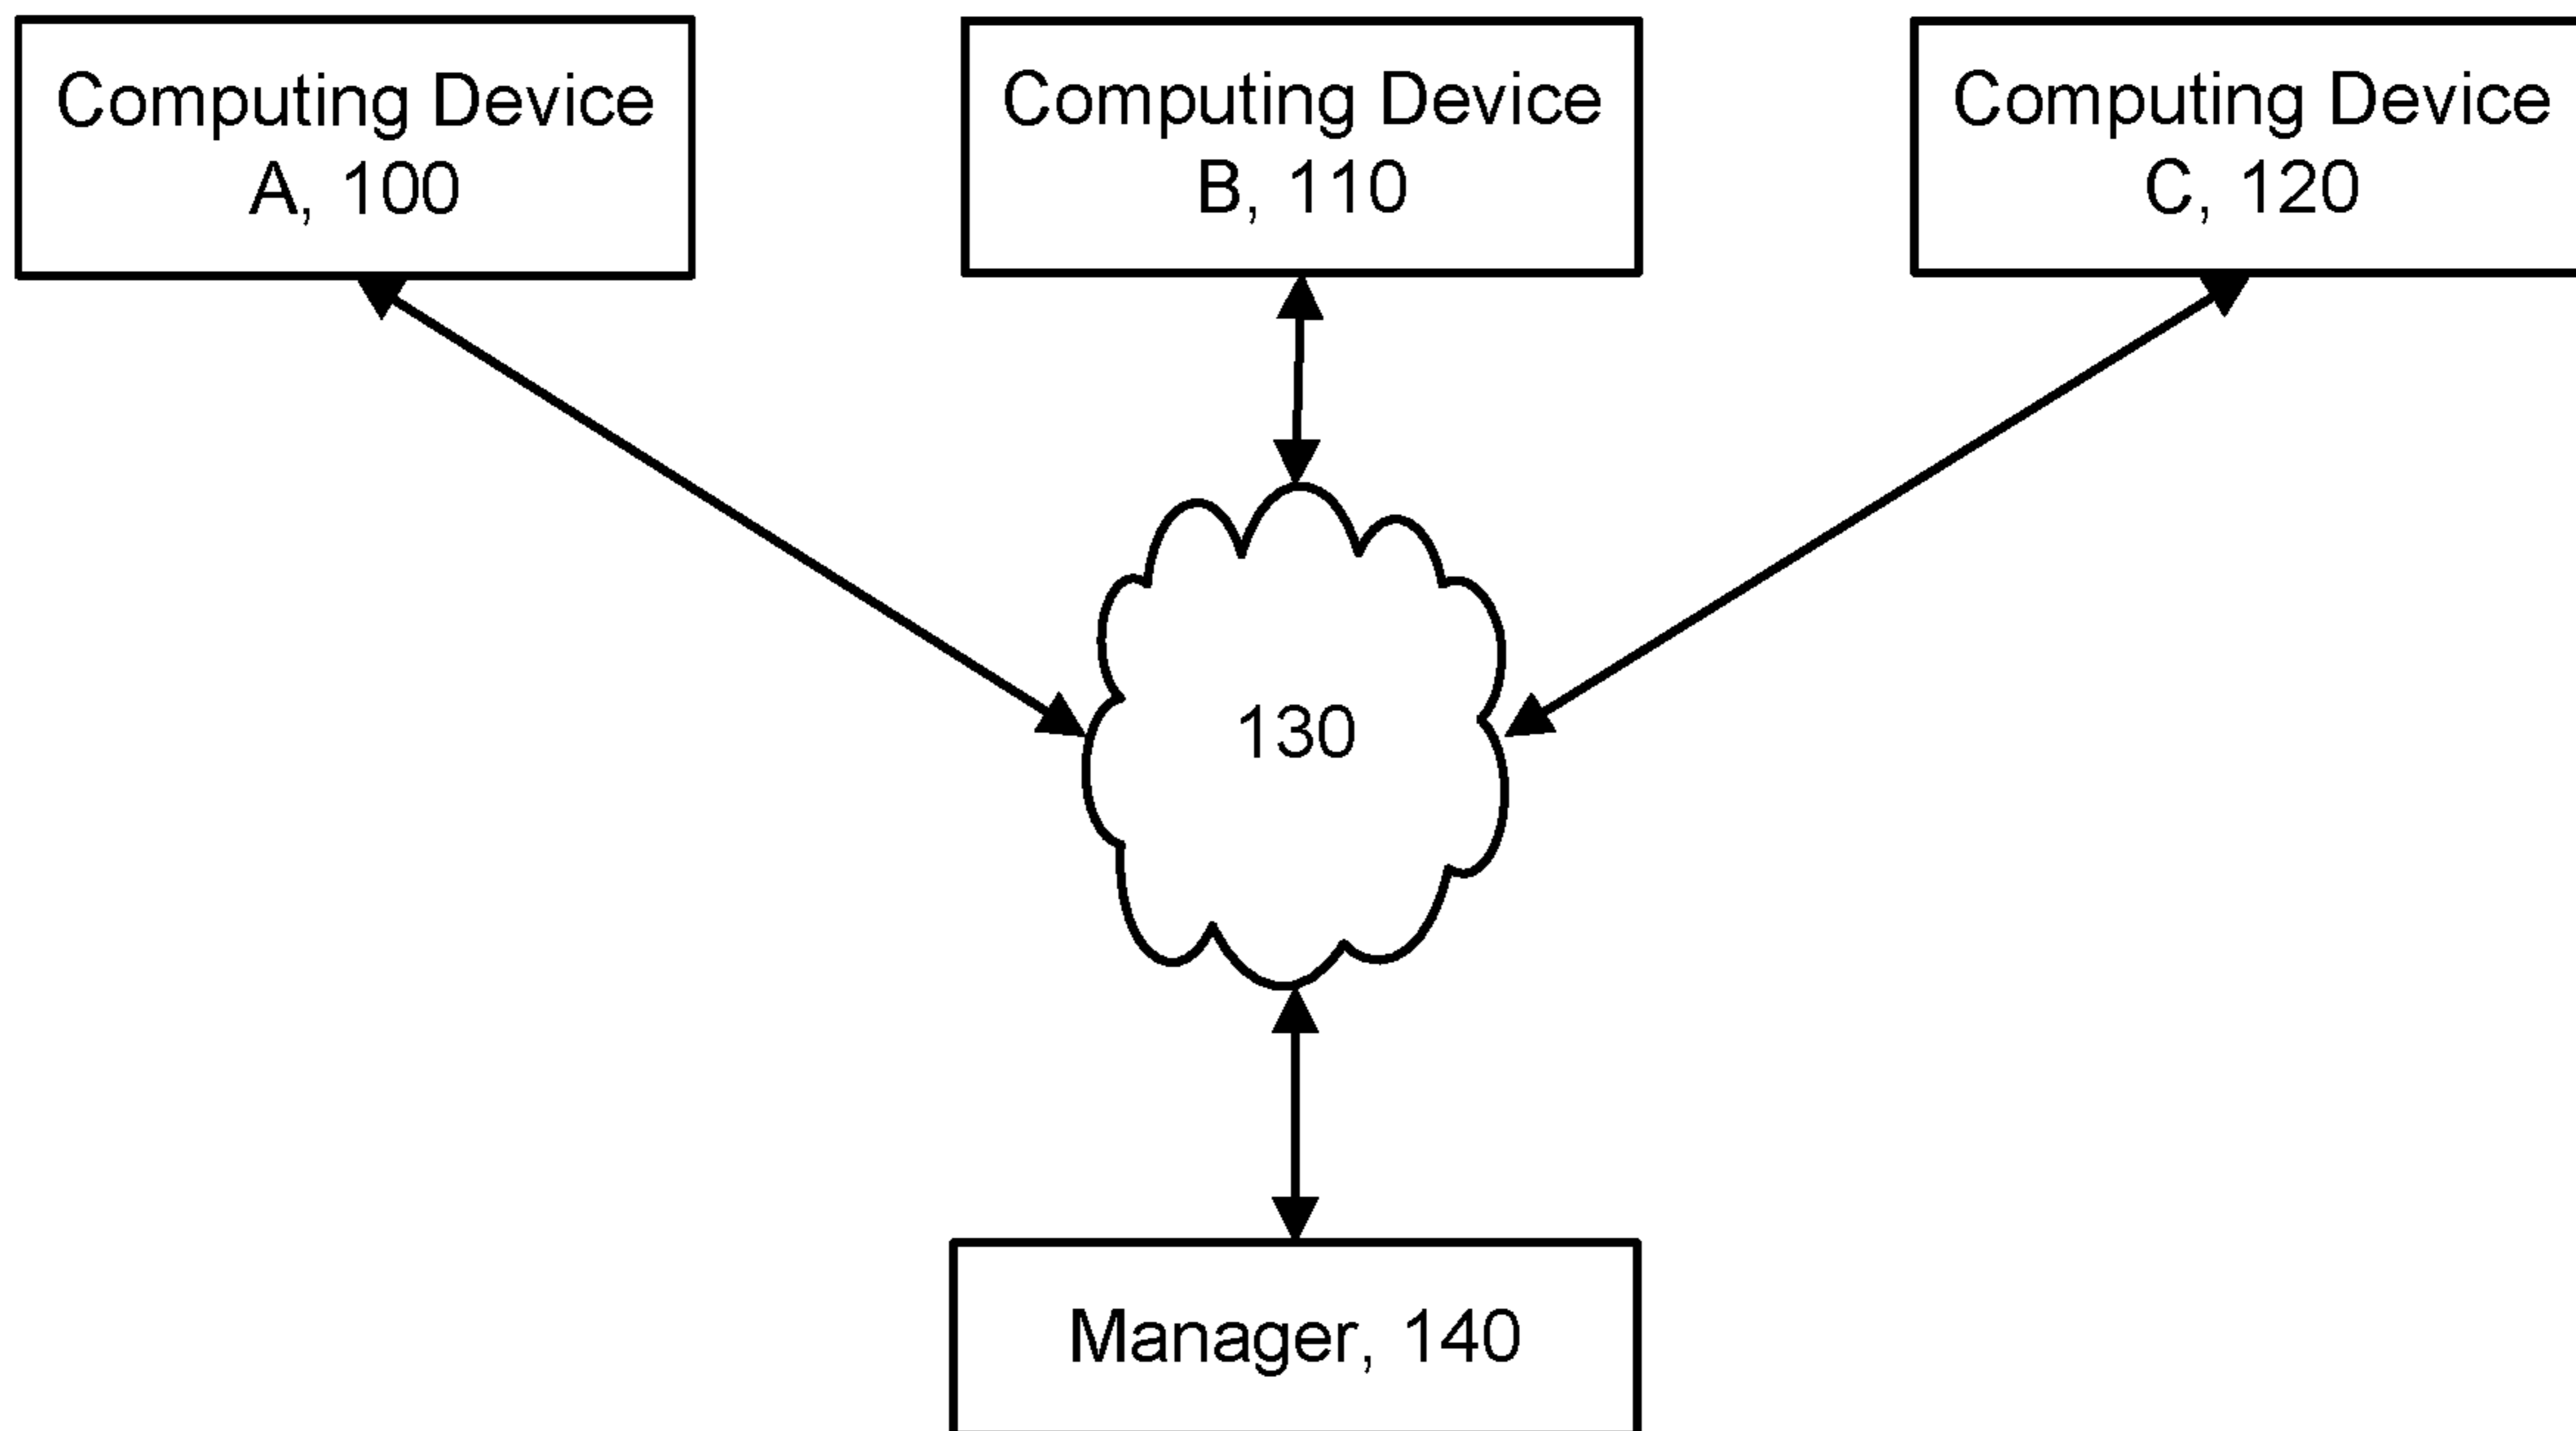 Computing Device
A, 100
Computing Device
B, 110
Computing Device
C, 120
130
Manager, 140